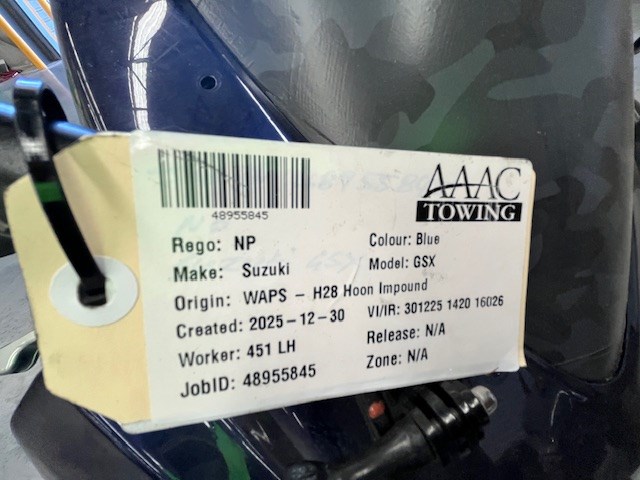 48955845
AAAC
TOWING
Rego: NP
Colour: Blue
Make: Suzuki
Model: GSX
Origin: WAPS - H28 Hoon Impound
Created: 2025-12-30
VI/IR: 301225 1420 16026
Worker: 451 LH
Release: N/A
JobID: 48955845
Zone: N/A